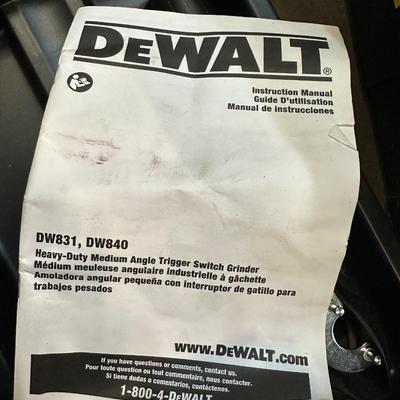 DEWALT®
Instruction Manual
Guide D'utilisation
Manual de instrucciones
DW831, DW840
Heavy-Duty Medium Angle Trigger Switch Grinder
Médium meuleuse angulaire industrielle à gâchette
Amoladora angular pequeña con interruptor de gatillo para
trabajos pesados
www.DEWALT.com
If you have questions or comments, contact us.
Pour toute question ou tout commentaire, nous contacter.
Si tiene dudas o comentarios, contáctenos.
1-800-4-DEWALT